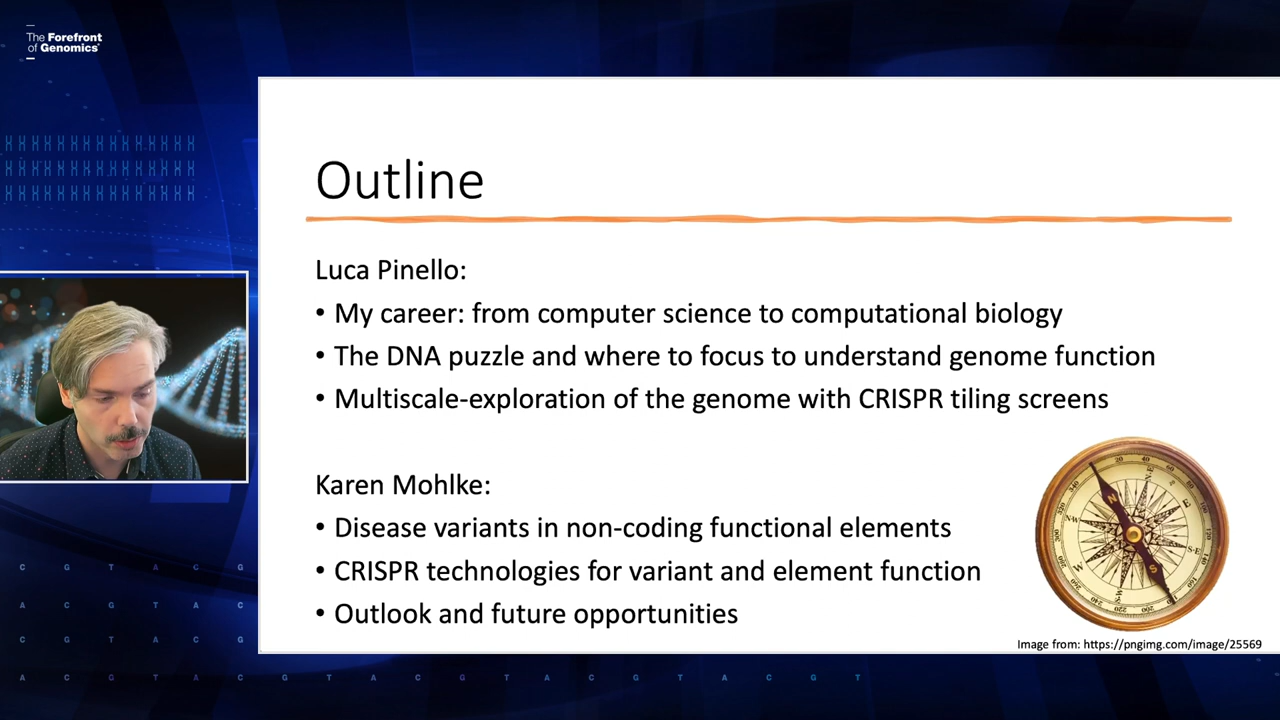 The Forefront
of Genomics®
Outline
Luca Pinello:
• My career: from computer science to computational biology
• The DNA puzzle and where to focus to understand genome function
• Multiscale-exploration of the genome with CRISPR tiling screens
Karen Mohlke:
• Disease variants in non-coding functional elements
• CRISPR technologies for variant and element function
• Outlook and future opportunities
Image from: https://pngimg.com/image/25569
C G T A C G
A C G T A C
C G T A C G
A C G T A C G T A C G T A C G T A C G T